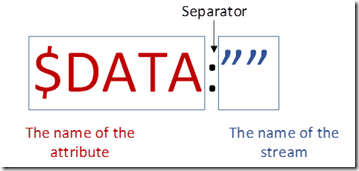 Separator
$DATA:””
The name of the attribute
The name of the stream